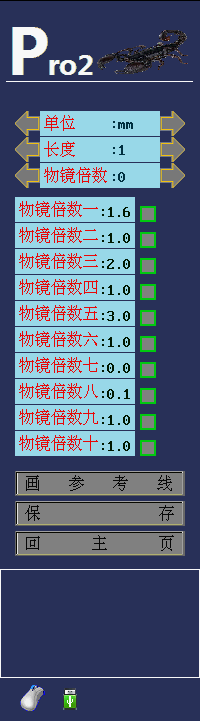 Pro2
单位 :mm
长度 :1
物镜倍数:0
物镜倍数一:1.6
物镜倍数二:1.0
物镜倍数三:2.0
物镜倍数四:1.0
物镜倍数五:3.0
物镜倍数六:1.0
物镜倍数七:0.0
物镜倍数八:0.1
物镜倍数九:1.0
物镜倍数十:1.0
画参考线
保存
回主页